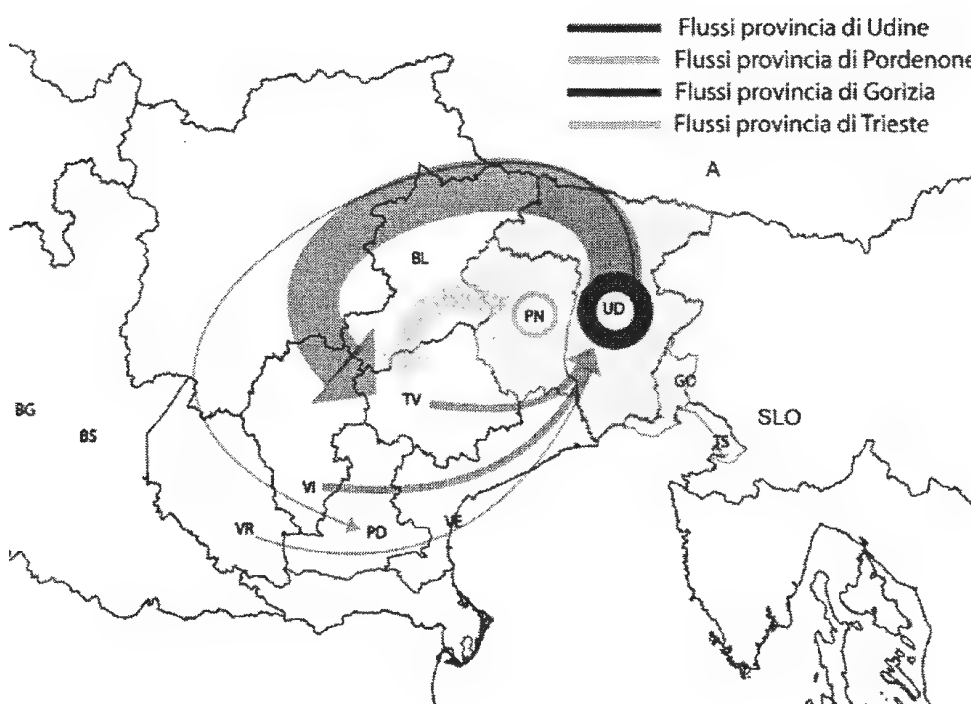 Flussi provincia di Udine
Flussi provincia di Pordenone
Flussi provincia di Gorizia
Flussi provincia di Trieste
A
BL
PN
UD
GO
TV
BG
BS
SLO
TS
VI
VR
PD
VE